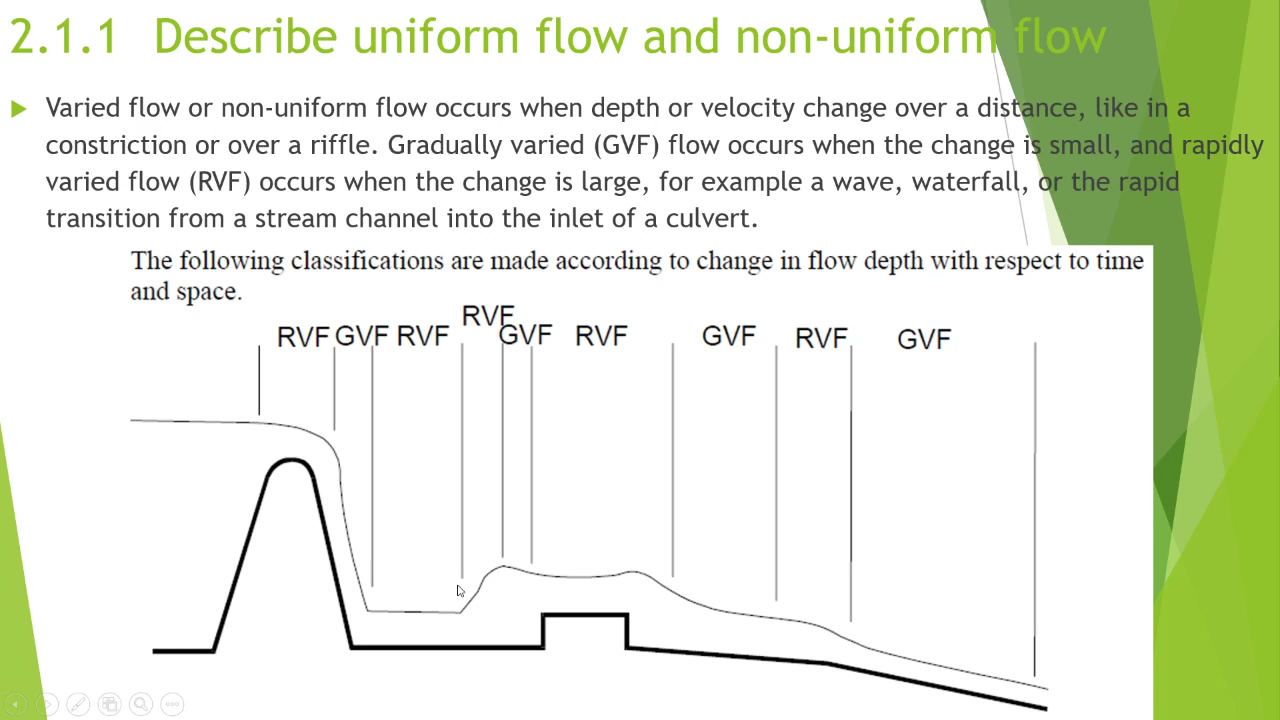 2.1.1 Describe uniform flow and non-uniform flow
Varied flow or non-uniform flow occurs when depth or velocity change over a distance, like in a
constriction or over a riffle. Gradually varied (GVF) flow occurs when the change is small, and rapidly
varied flow (RVF) occurs when the change is large, for example a wave, waterfall, or the rapid
transition from a stream channel into the inlet of a culvert.
The following classifications are made according to change in flow depth with respect to time
and space.
RVF GVF RVF RVF GVF RVF GVF RVF GVF